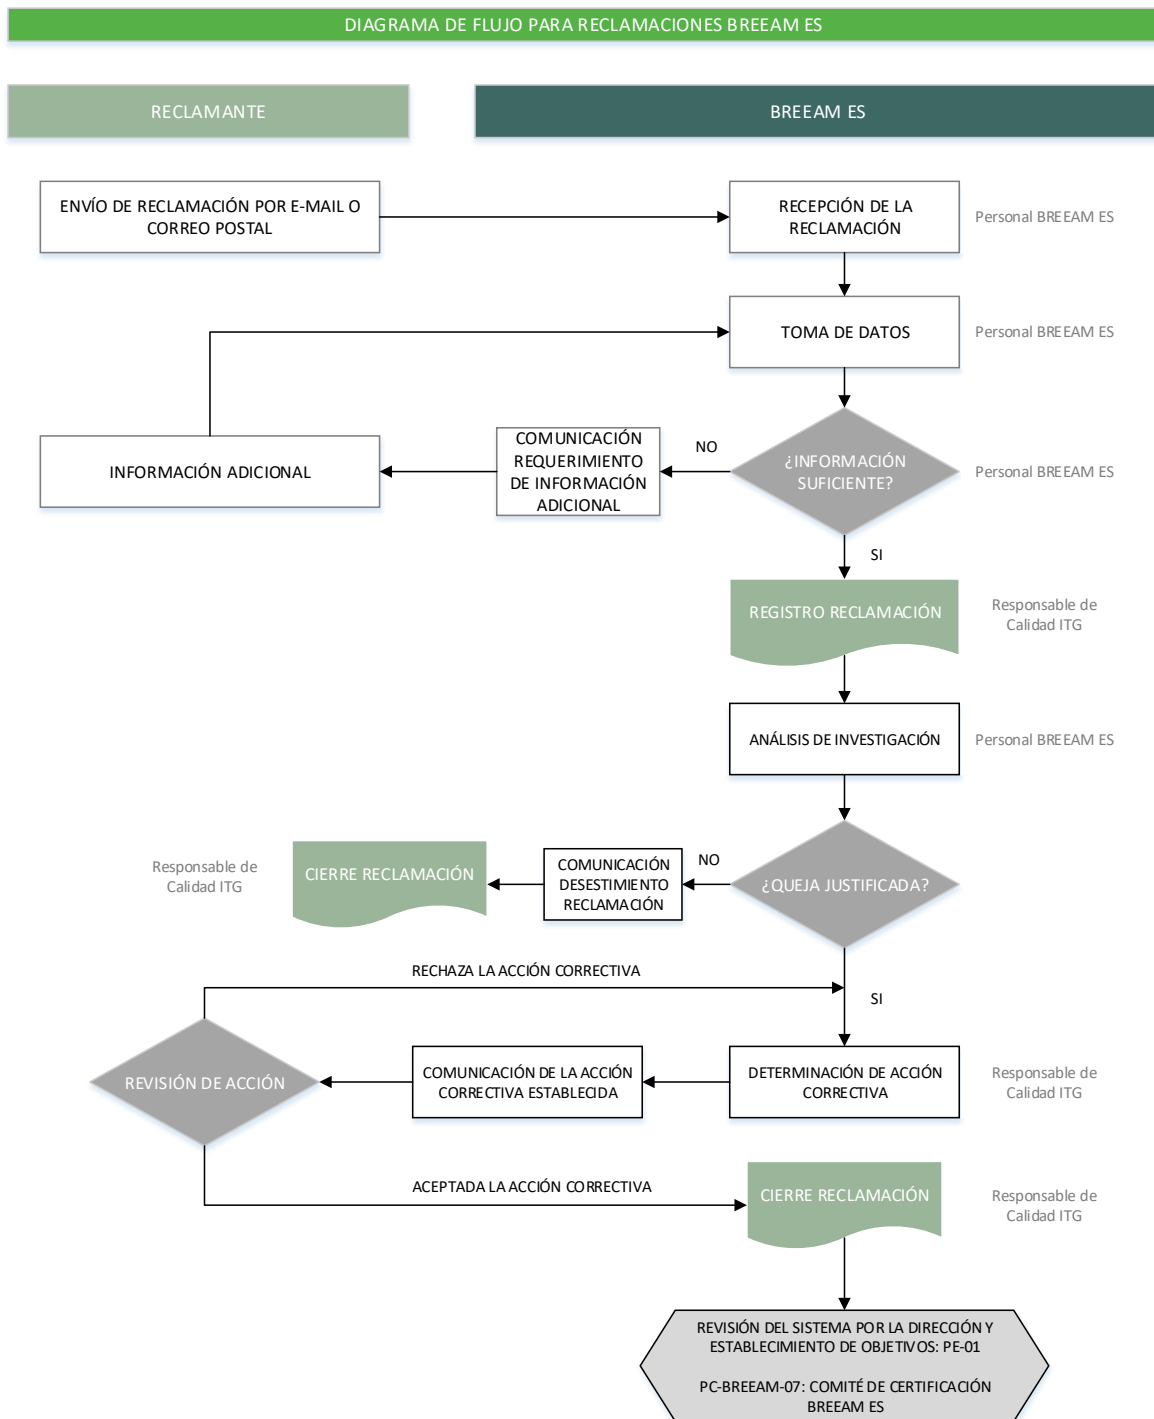 DIAGRAMA DE FLUJO PARA RECLAMACIONES BREEAM ES
RECLAMANTE
BREEAM ES
ENVÍO DE RECLAMACIÓN POR E-MAIL O
CORREO POSTAL
RECEPCIÓN DE LA
RECLAMACIÓN
Personal BREEAM ES
TOMA DE DATOS
Personal BREEAM ES
INFORMACIÓN ADICIONAL
COMUNICACIÓN
REQUERIMIENTO
DE INFORMACIÓN
ADICIONAL
NO
¿INFORMACIÓN
SUFICIENTE?
Personal BREEAM ES
SI
REGISTRO RECLAMACIÓN
Responsable de
Calidad ITG
ANÁLISIS DE INVESTIGACIÓN
Personal BREEAM ES
Responsable de
Calidad ITG
CIERRE RECLAMACIÓN
COMUNICACIÓN
DESESTIMIENTO
RECLAMACIÓN
NO
¿QUEJA JUSTIFICADA?
RECHAZA LA ACCIÓN CORRECTIVA
SI
REVISIÓN DE ACCIÓN
COMUNICACIÓN DE LA ACCIÓN
CORRECTIVA ESTABLECIDA
DETERMINACIÓN DE ACCIÓN
CORRECTIVA
Responsable de
Calidad ITG
ACEPTADA LA ACCIÓN CORRECTIVA
CIERRE RECLAMACIÓN
Responsable de
Calidad ITG
REVISIÓN DEL SISTEMA POR LA DIRECCIÓN Y
ESTABLECIMIENTO DE OBJETIVOS: PE-01
PC-BREEAM-07: COMITÉ DE CERTIFICACIÓN
BREEAM ES